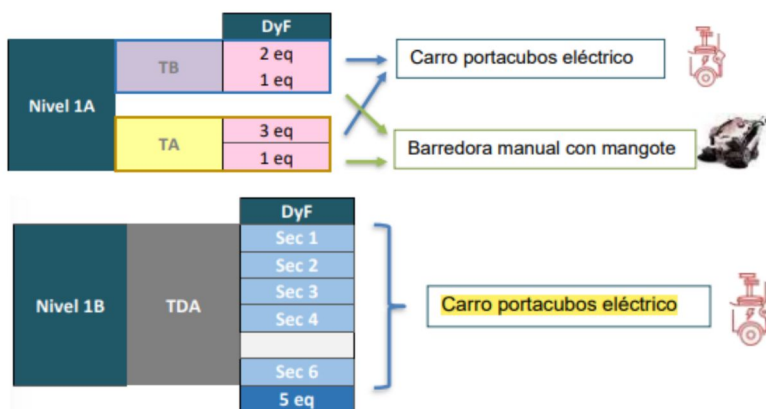 DyF
TB
2 eq
1 eq
Carro portacubos eléctrico
Nivel 1A
TA
3 eq
1 eq
Barredora manual con mangote
DyF
Sec 1
Sec 2
Sec 3
Sec 4
Sec 6
5 eq
Nivel 1B
TDA
Carro portacubos eléctrico